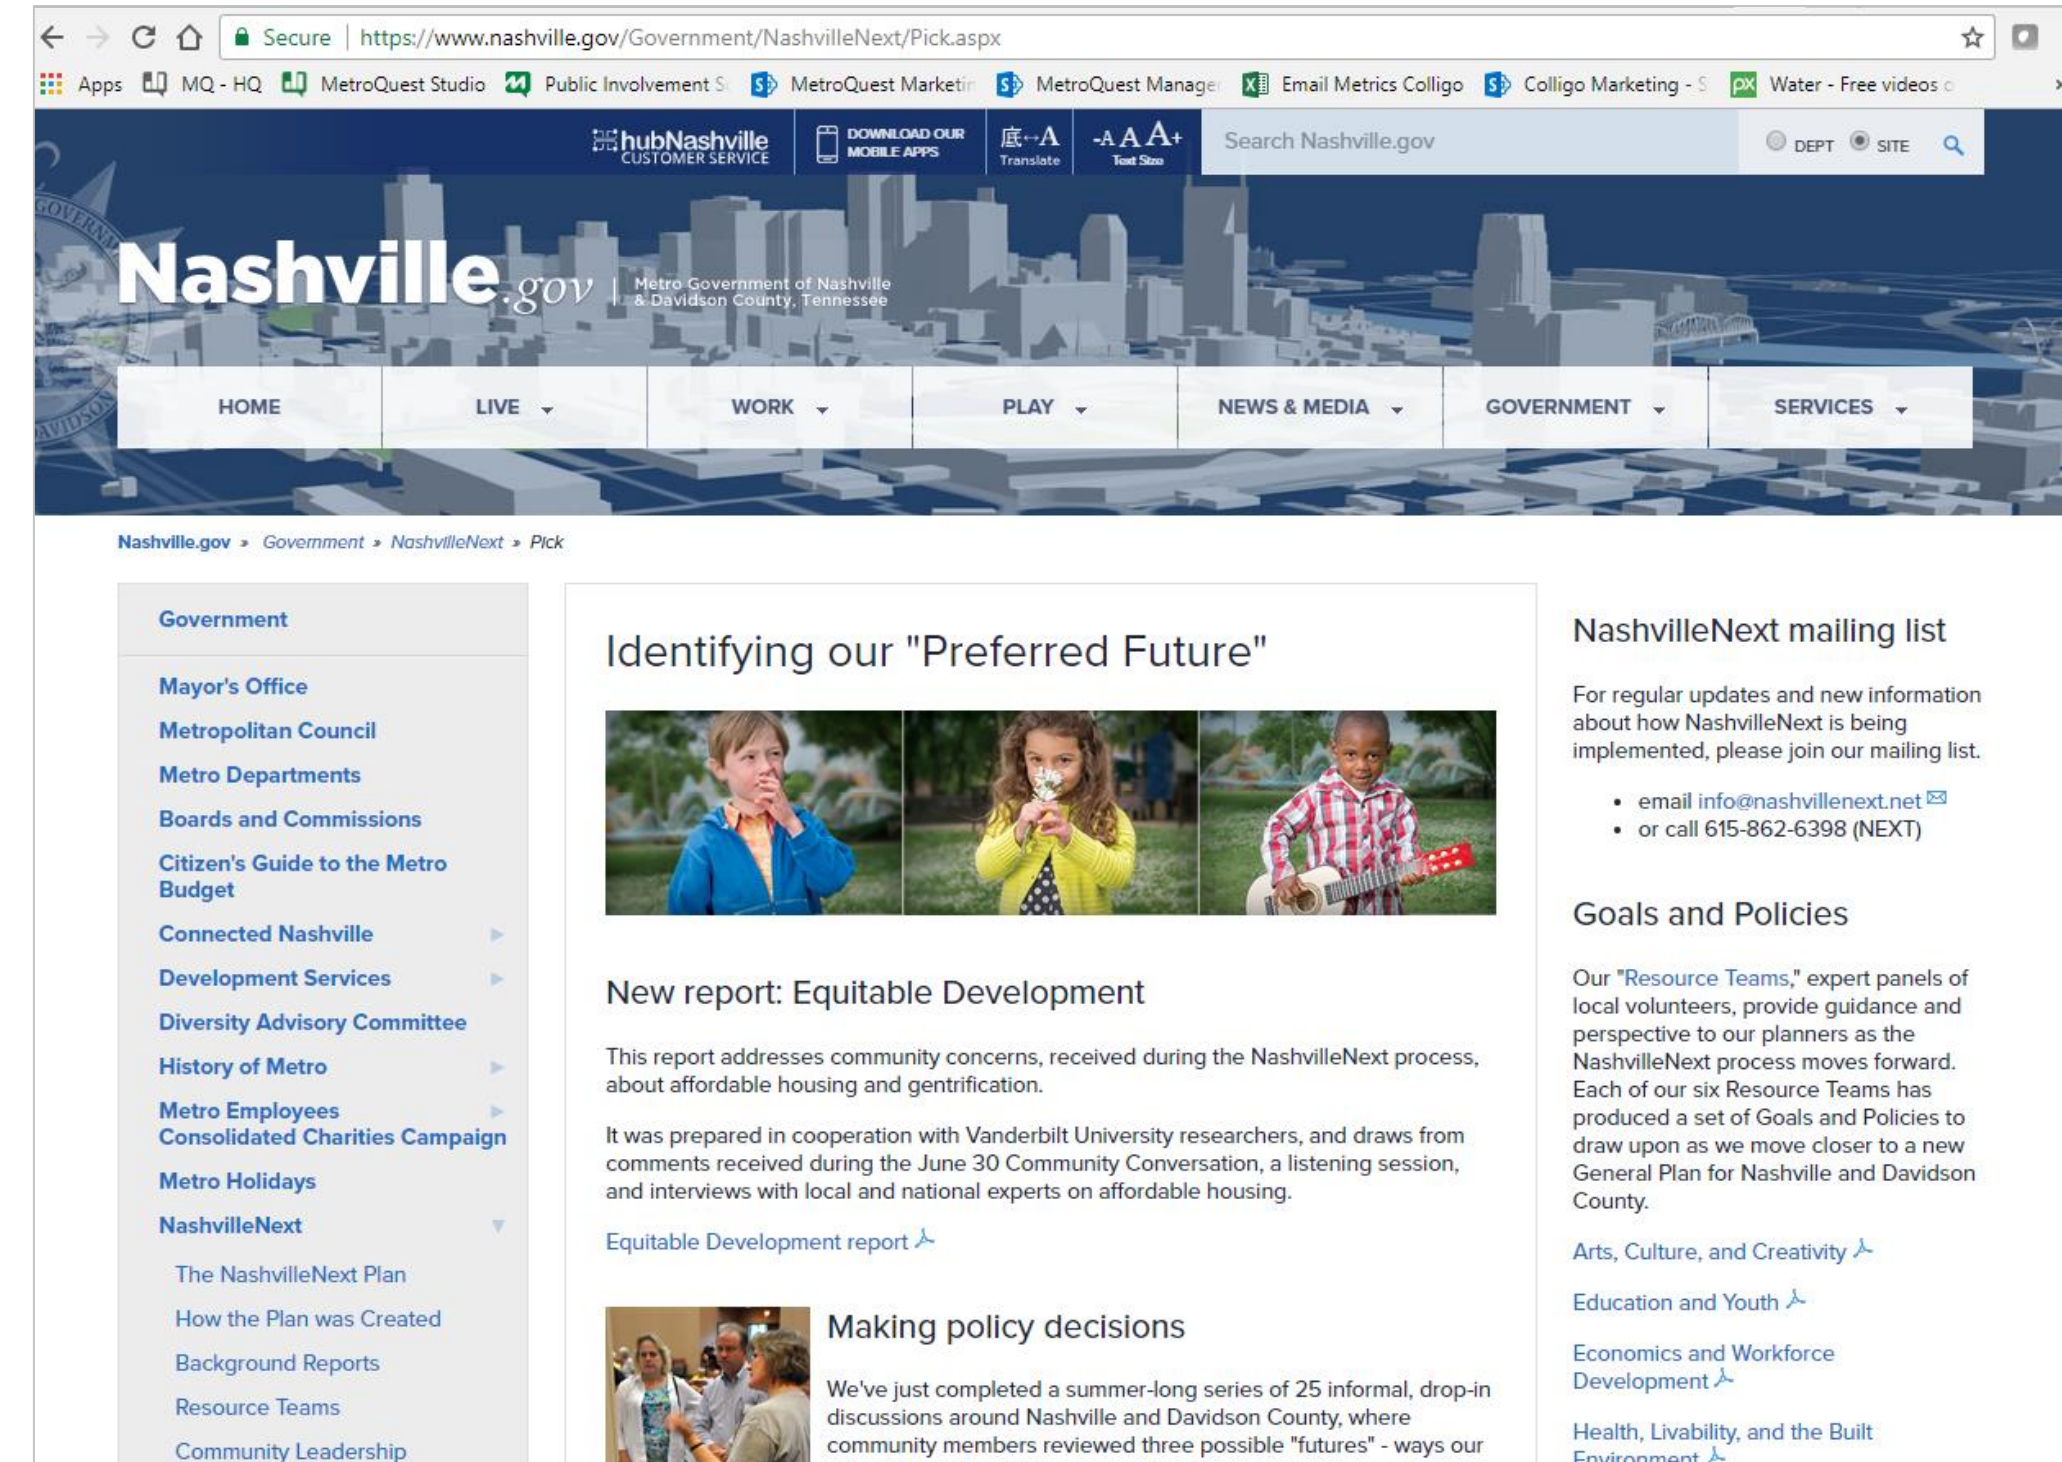 Secure | https://www.nashville.gov/Government/NashvilleNext/Pick.aspx
Apps MQ - HQ MetroQuest Studio Public Involvement MetroQuest Marketin MetroQuest Manage Email Metrics Colligo Colligo Marketing - Water - Free videos
hubNashville
CUSTOMER SERVICE
DOWNLOAD OUR
MOBILE APPS
底↔A
Translate
-A A A+
Text Size
Search Nashville.gov
DEPT SITE
Nashville.gov
Metro Government of Nashville
& Davidson County, Tennessee
HOME LIVE WORK PLAY NEWS & MEDIA GOVERNMENT SERVICES
Nashville.gov » Government » NashvilleNext » Pick
Government
Mayor's Office
Metropolitan Council
Metro Departments
Boards and Commissions
Citizen's Guide to the Metro
Budget
Connected Nashville
Development Services
Diversity Advisory Committee
History of Metro
Metro Employees
Consolidated Charities Campaign
Metro Holidays
NashvilleNext
The NashvilleNext Plan
How the Plan was Created
Background Reports
Resource Teams
Community Leadership
Identifying our "Preferred Future"
New report: Equitable Development
This report addresses community concerns, received during the NashvilleNext process,
about affordable housing and gentrification.
It was prepared in cooperation with Vanderbilt University researchers, and draws from
comments received during the June 30 Community Conversation, a listening session,
and interviews with local and national experts on affordable housing.
Equitable Development report
Making policy decisions
We've just completed a summer-long series of 25 informal, drop-in
discussions around Nashville and Davidson County, where
community members reviewed three possible "futures" - ways our
NashvilleNext mailing list
For regular updates and new information
about how NashvilleNext is being
implemented, please join our mailing list.
• email info@nashvillenext.net
• or call 615-862-6398 (NEXT)
Goals and Policies
Our "Resource Teams," expert panels of
local volunteers, provide guidance and
perspective to our planners as the
NashvilleNext process moves forward.
Each of our six Resource Teams has
produced a set of Goals and Policies to
draw upon as we move closer to a new
General Plan for Nashville and Davidson
County.
Arts, Culture, and Creativity
Education and Youth
Economics and Workforce
Development
Health, Livability, and the Built
Environment